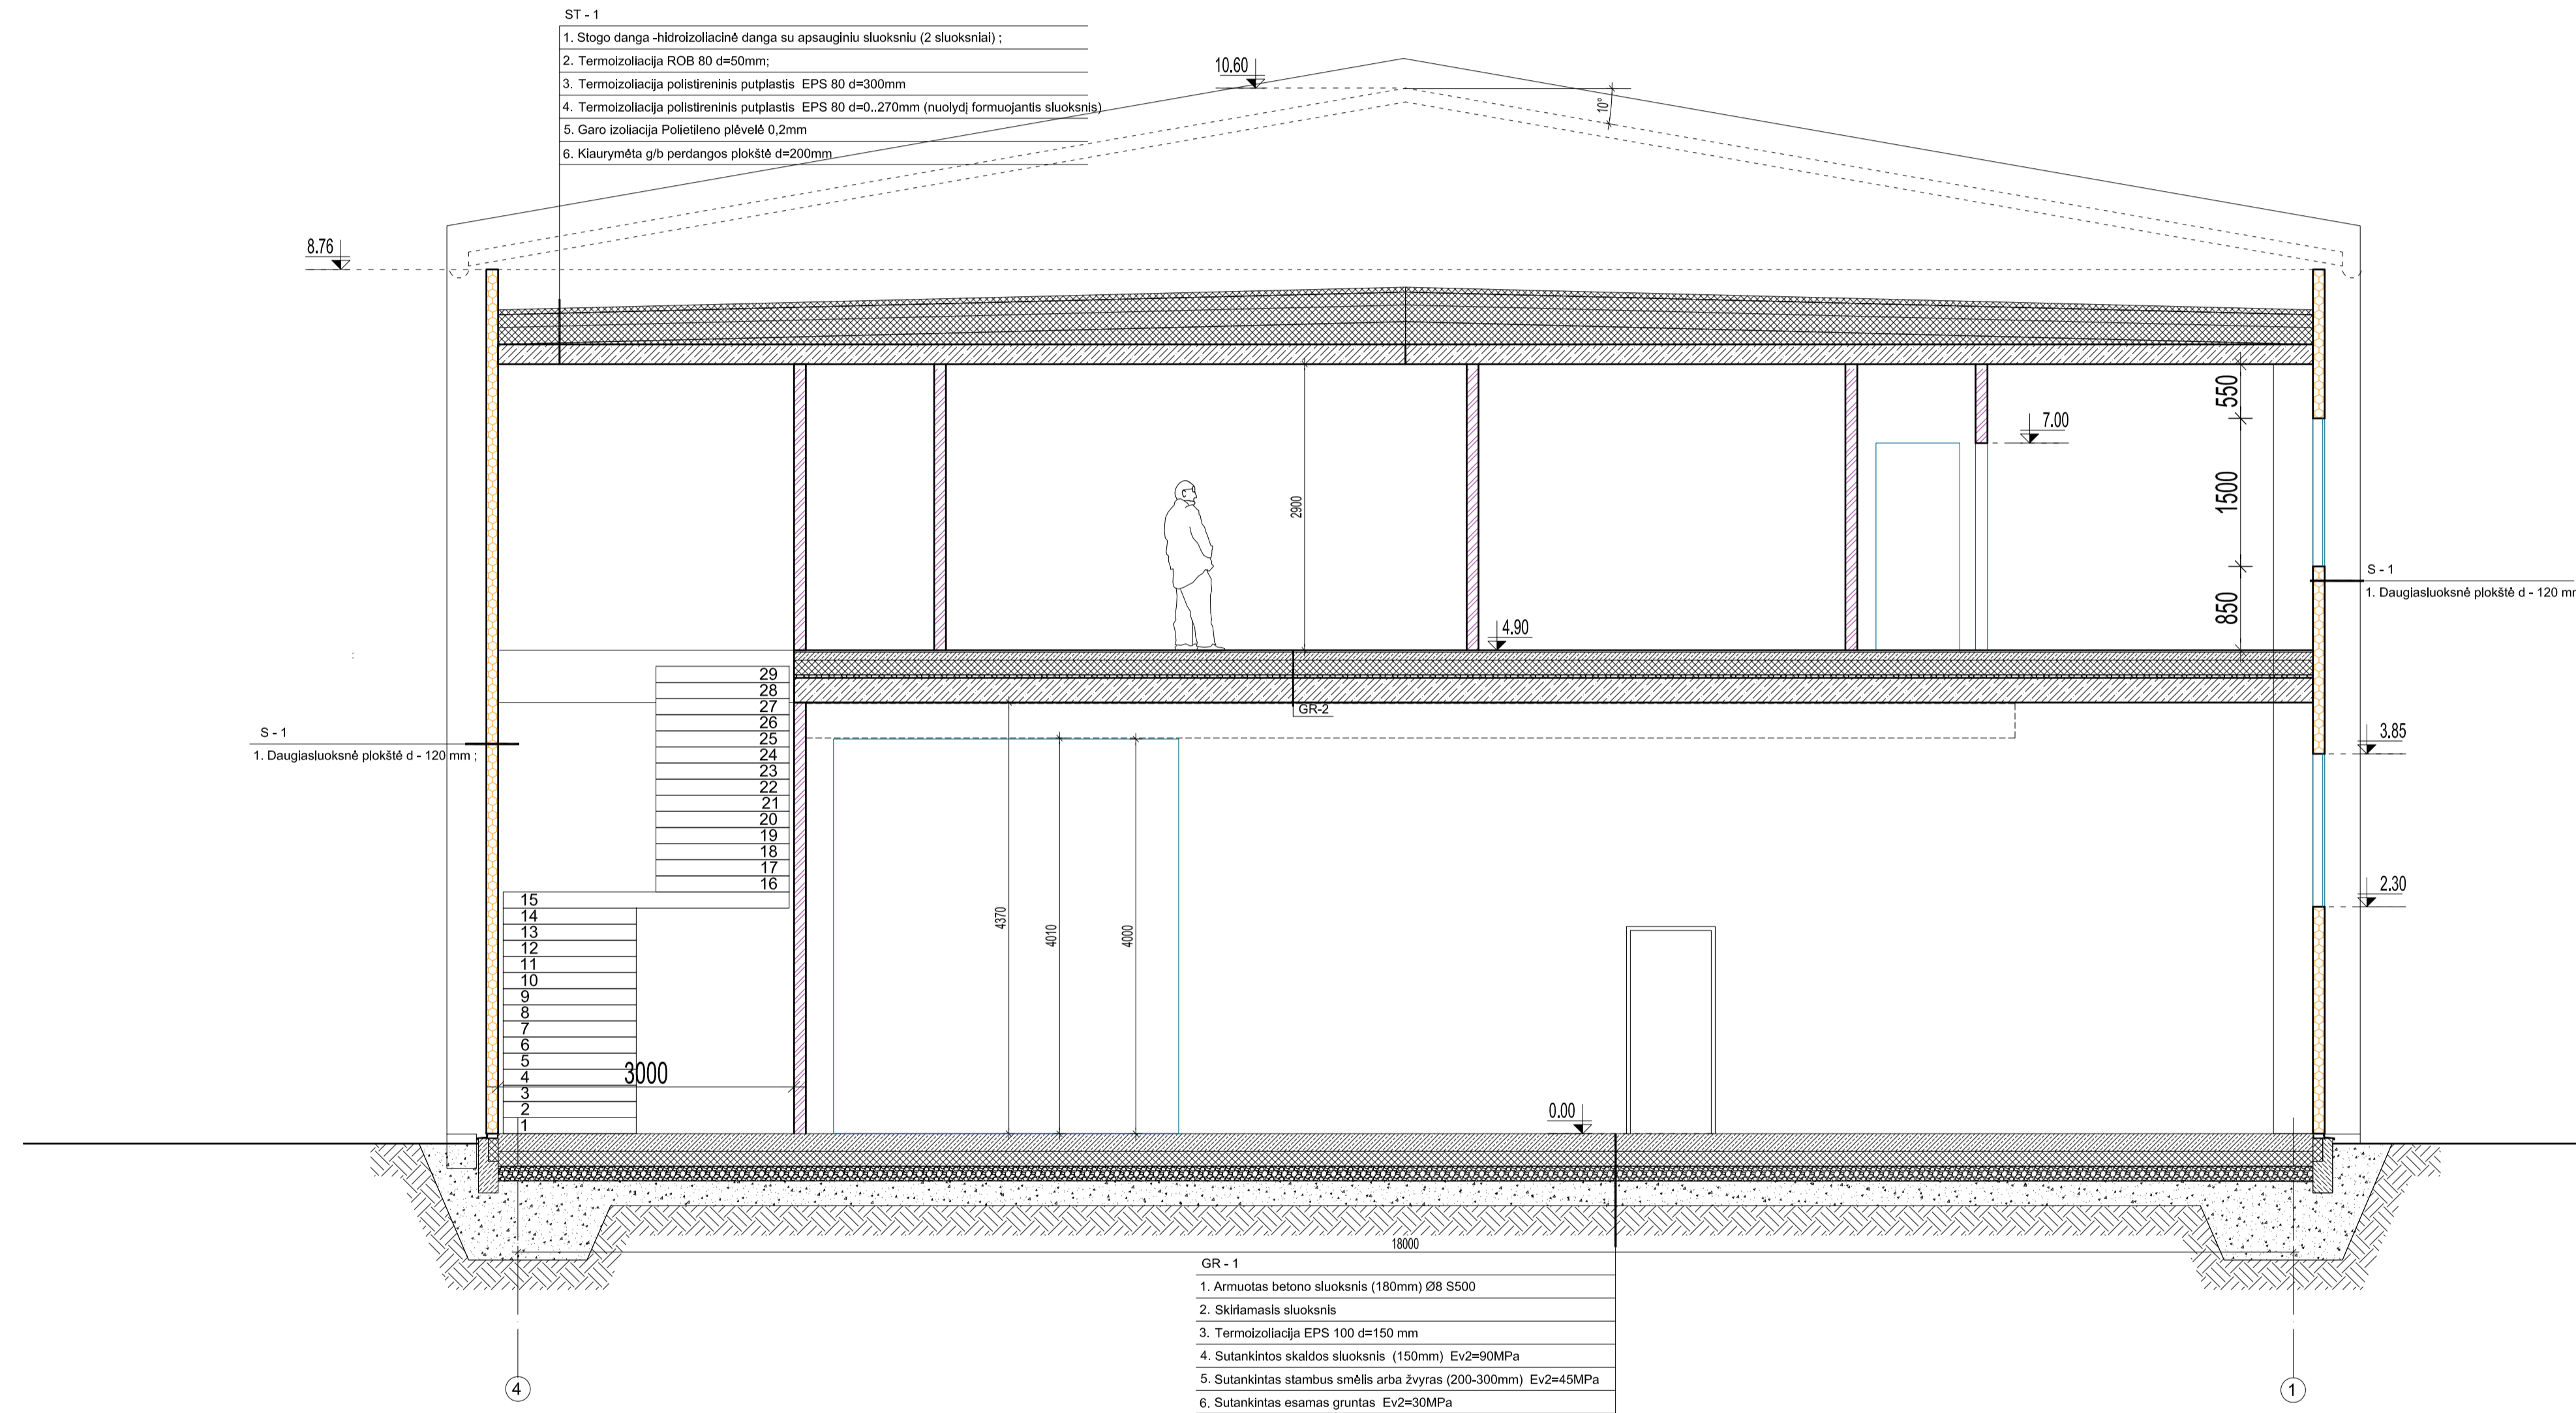 ST - 1
1. Stogo danga -hidroizoliacinė danga su apsauginiu sluoksniu (2 sluoksniai) ;
2. Termoizoliacija ROB 80 d=50mm;
3. Termoizoliacija polistireninis putplastis EPS 80 d=300mm
4. Termoizoliacija polistireninis putplastis EPS 80 d=0..270mm (nuolydį formuojantis sluoksnis)
5. Garo izoliacija Polietileno plėvelė 0,2mm
6. Kiaurymėta g/b perdangos plokštė d=200mm
10.60
10°
8.76
550
7.00
1500
2900
S - 1
1. Daugiasluoksnė plokštė d - 120 mm
850
4.90
29
28
27
26
25
24
23
22
21
20
19
18
17
16
GR-2
S - 1
1. Daugiasluoksnė plokštė d - 120 mm ;
3.85
2.30
15
14
13
12
11
10
9
8
7
6
5
4
3
2
1
3000
4370
4010
4000
0.00
18000
GR - 1
1. Armuotas betono sluoksnis (180mm) Ø8 S500
2. Skiriamasis sluoksnis
3. Termoizoliacija EPS 100 d=150 mm
4. Sutankintos skaldos sluoksnis (150mm) Ev2=90MPa
5. Sutankintas stambus smėlis arba žvyras (200-300mm) Ev2=45MPa
6. Sutankintas esamas gruntas Ev2=30MPa
4
1